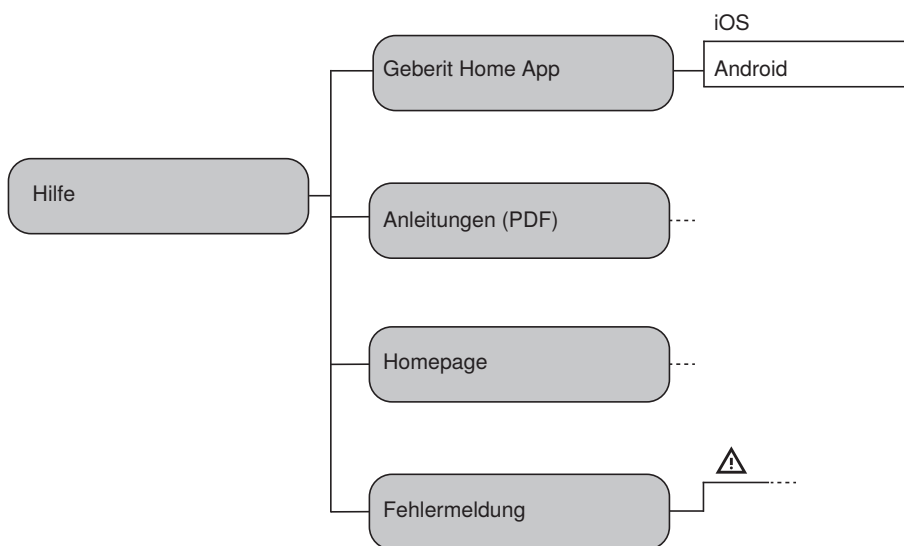 iOS
Geberit Home App
Android
Hilfe
Anleitungen (PDF)
Homepage
Fehlermeldung